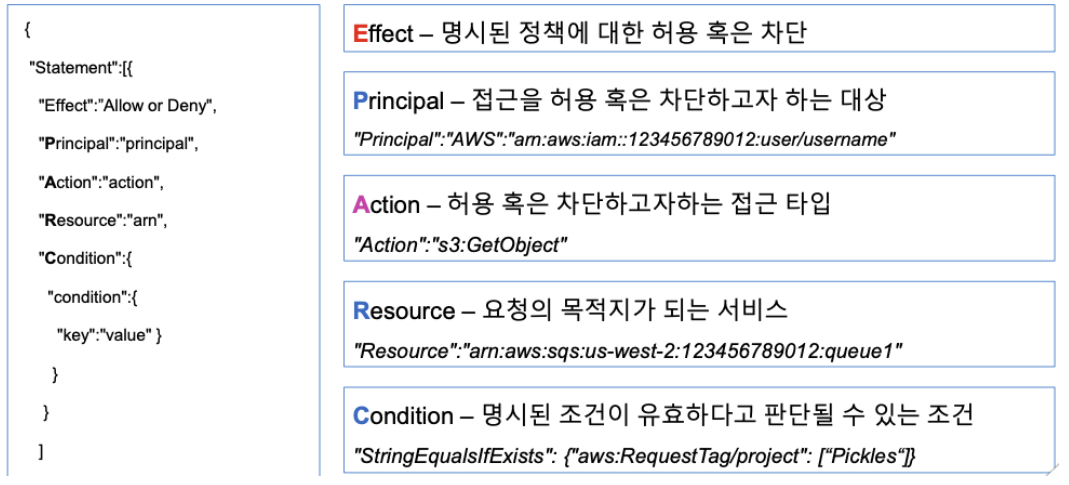 {
"Statement":[{
"Effect":"Allow or Deny",
"Principal":"principal",
"Action":"action",
"Resource":"arn",
"Condition":{
"condition":{
"key":"value" }
}
}
]
Effect – 명시된 정책에 대한 허용 혹은 차단
Principal – 접근을 허용 혹은 차단하고자 하는 대상
"Principal":"AWS":"arn:aws:iam::123456789012:user/username"
Action – 허용 혹은 차단하고자하는 접근 타입
"Action":"s3:GetObject"
Resource – 요청의 목적지가 되는 서비스
"Resource":"arn:aws:sqs:us-west-2:123456789012:queue1"
Condition – 명시된 조건이 유효하다고 판단될 수 있는 조건
"StringEqualsIfExists": {"aws:RequestTag/project": [“Pickles“]}